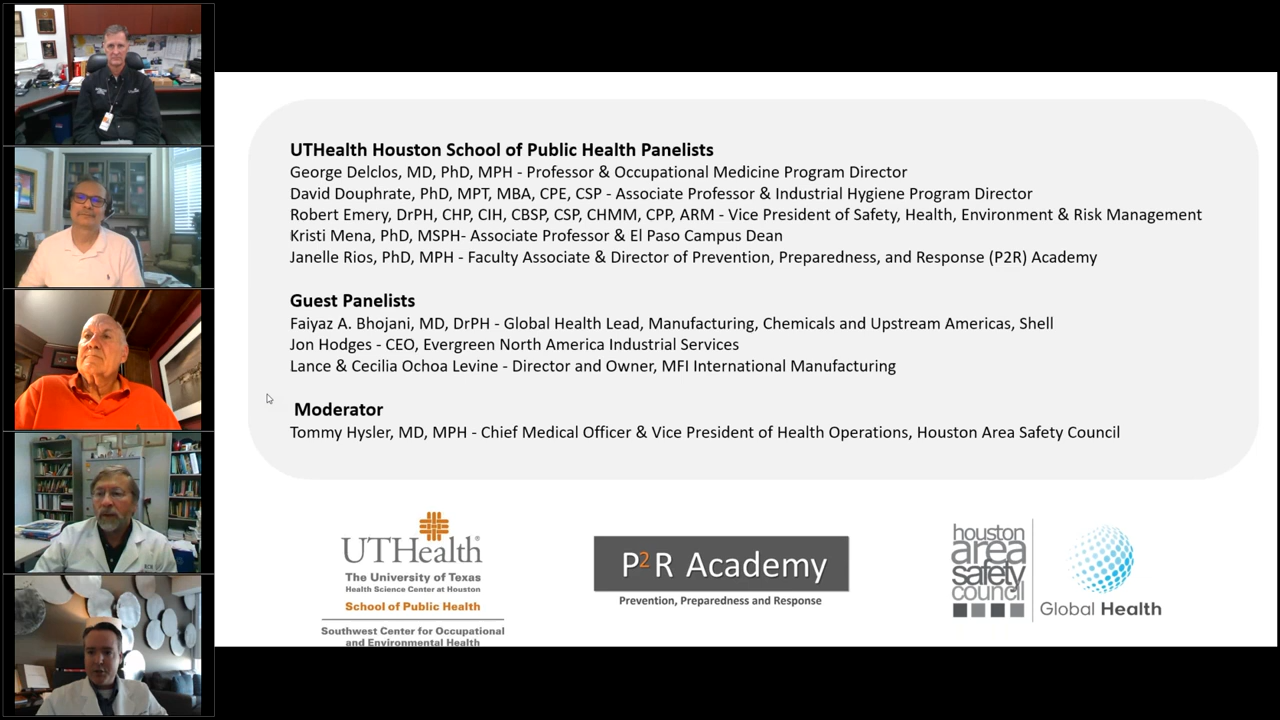 UTHealth Houston School of Public Health Panelists
George Delclos, MD, PhD, MPH - Professor & Occupational Medicine Program Director
David Douphrate, PhD, MPT, MBA, CPE, CSP - Associate Professor & Industrial Hygiene Program Director
Robert Emery, DrPH, CHP, CIH, CBSP, CSP, CHMM, CPP, ARM - Vice President of Safety, Health, Environment & Risk Management
Kristi Mena, PhD, MSPH- Associate Professor & El Paso Campus Dean
Janelle Rios, PhD, MPH - Faculty Associate & Director of Prevention, Preparedness, and Response (P2R) Academy
Guest Panelists
Faiyaz A. Bhojani, MD, DrPH - Global Health Lead, Manufacturing, Chemicals and Upstream Americas, Shell
Jon Hodges - CEO, Evergreen North America Industrial Services
Lance & Cecilia Ochoa Levine - Director and Owner, MFI International Manufacturing
Moderator
Tommy Hysler, MD, MPH - Chief Medical Officer & Vice President of Health Operations, Houston Area Safety Council
UTHealth®
The University of Texas
Health Science Center at Houston
School of Public Health
Southwest Center for Occupational
and Environmental Health
P2R Academy
Prevention, Preparedness and Response
houston
area
safety
council
Global Health